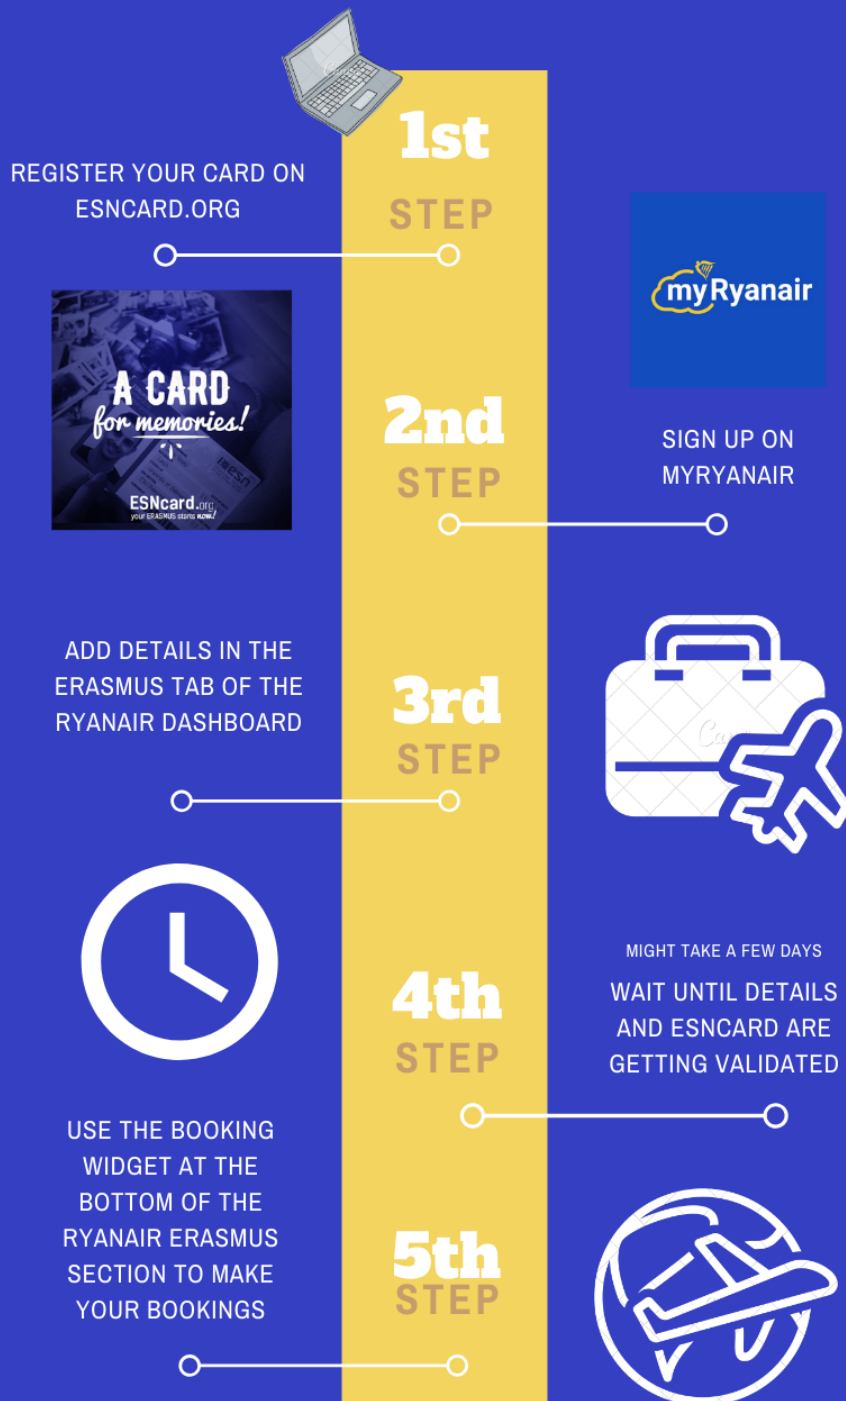 1st
STEP
REGISTER YOUR CARD ON
ESNCARD.ORG
myRyanair
A CARD
for memories!
ESNcard.org
your ERASMUS starts now!
2nd
STEP
SIGN UP ON
MYRYANAIR
ADD DETAILS IN THE
ERASMUS TAB OF THE
RYANAIR DASHBOARD
3rd
STEP
4th
STEP
MIGHT TAKE A FEW DAYS
WAIT UNTIL DETAILS
AND ESNCARD ARE
GETTING VALIDATED
USE THE BOOKING
WIDGET AT THE
BOTTOM OF THE
RYANAIR ERASMUS
SECTION TO MAKE
YOUR BOOKINGS
5th
STEP